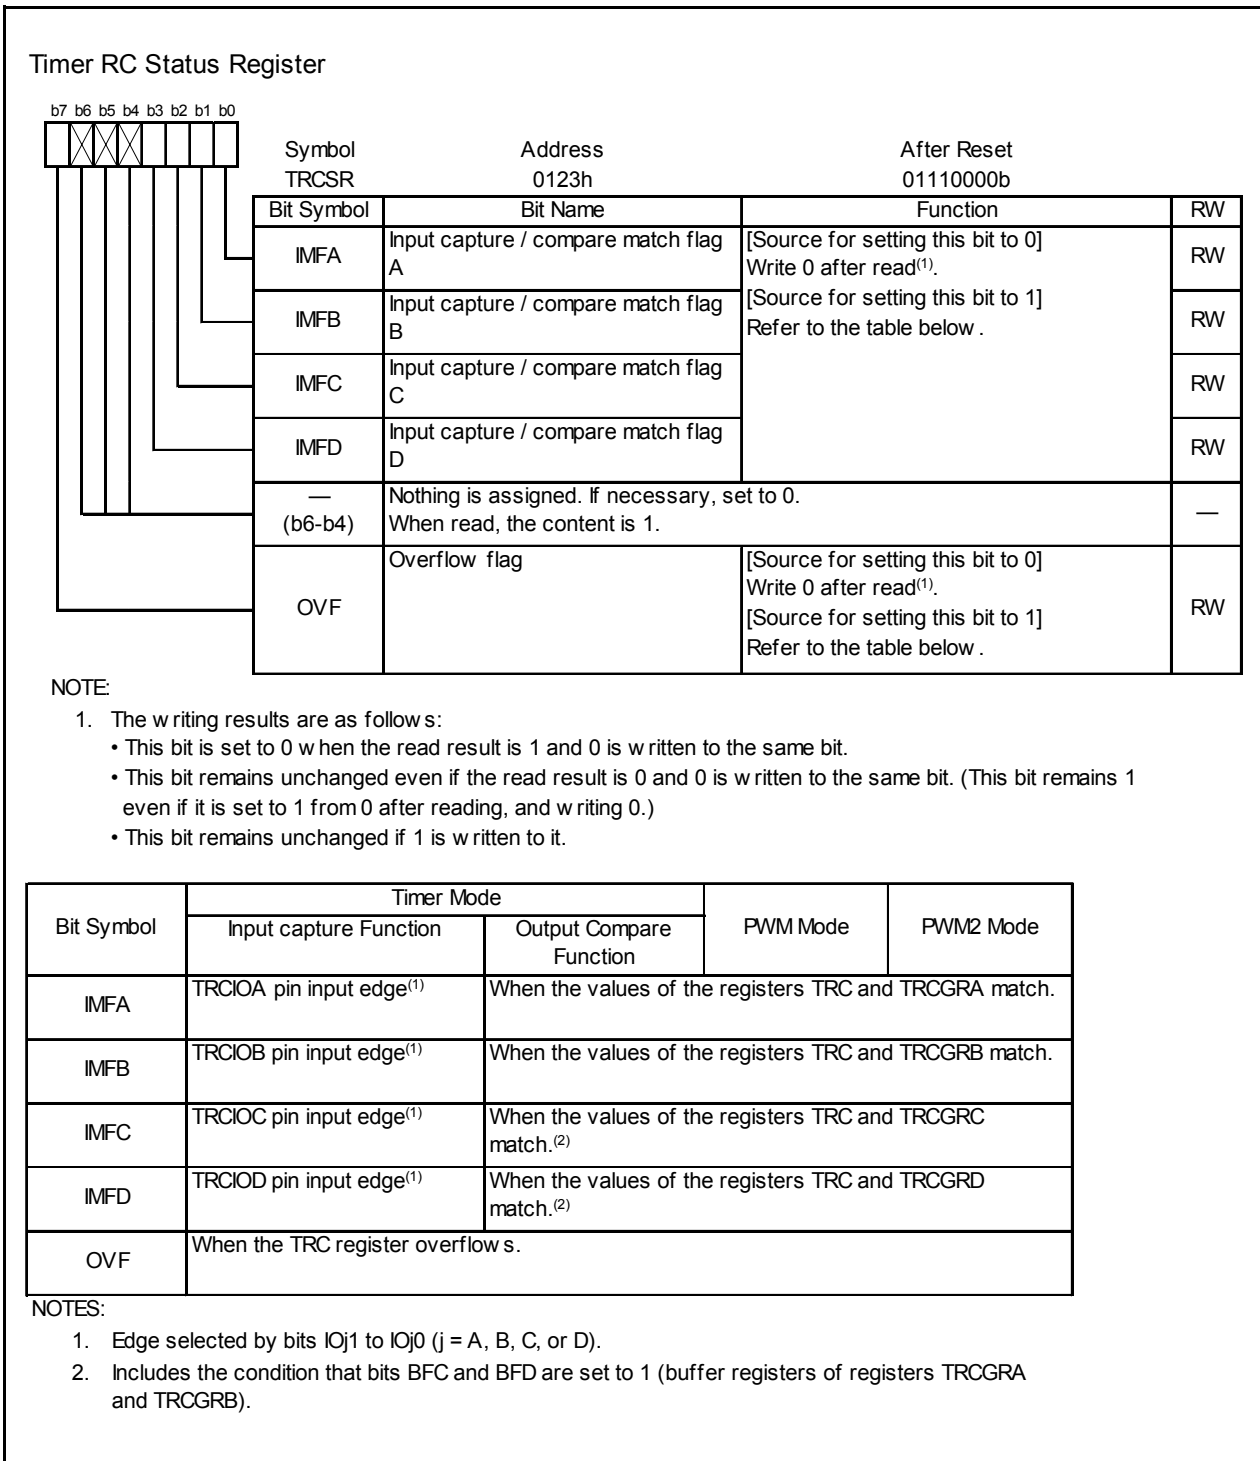 Timer RC Status Register
b7 b6 b5 b4 b3 b2 b1 b0
Symbol Address After Reset
TRCSR 0123h 01110000b
Bit Symbol Bit Name Function RW
IMFA Input capture / compare match flag A [Source for setting this bit to 0] RW
Write 0 after read(1).
IMFB Input capture / compare match flag B [Source for setting this bit to 1] RW
Refer to the table below.
IMFC Input capture / compare match flag C RW
IMFD Input capture / compare match flag D RW
— Nothing is assigned. If necessary, set to 0. —
(b6-b4) When read, the content is 1.
OVF Overflow flag [Source for setting this bit to 0] RW
Write 0 after read(1).
[Source for setting this bit to 1]
Refer to the table below.
NOTE:
1. The writing results are as follows:
• This bit is set to 0 when the read result is 1 and 0 is written to the same bit.
• This bit remains unchanged even if the read result is 0 and 0 is written to the same bit. (This bit remains 1
even if it is set to 1 from 0 after reading, and writing 0.)
• This bit remains unchanged if 1 is written to it.
Bit Symbol Timer Mode PWM Mode PWM2 Mode
Input capture Function Output Compare Function
IMFA TRCIOA pin input edge(1) When the values of the registers TRC and TRCGRA match.
IMFB TRCIOB pin input edge(1) When the values of the registers TRC and TRCGRB match.
IMFC TRCIOC pin input edge(1) When the values of the registers TRC and TRCGRC
match.(2)
IMFD TRCIOD pin input edge(1) When the values of the registers TRC and TRCGRD
match.(2)
OVF When the TRC register overflows.
NOTES:
1. Edge selected by bits IOj1 to IOj0 (j = A, B, C, or D).
2. Includes the condition that bits BFC and BFD are set to 1 (buffer registers of registers TRCGRA
and TRCGRB).